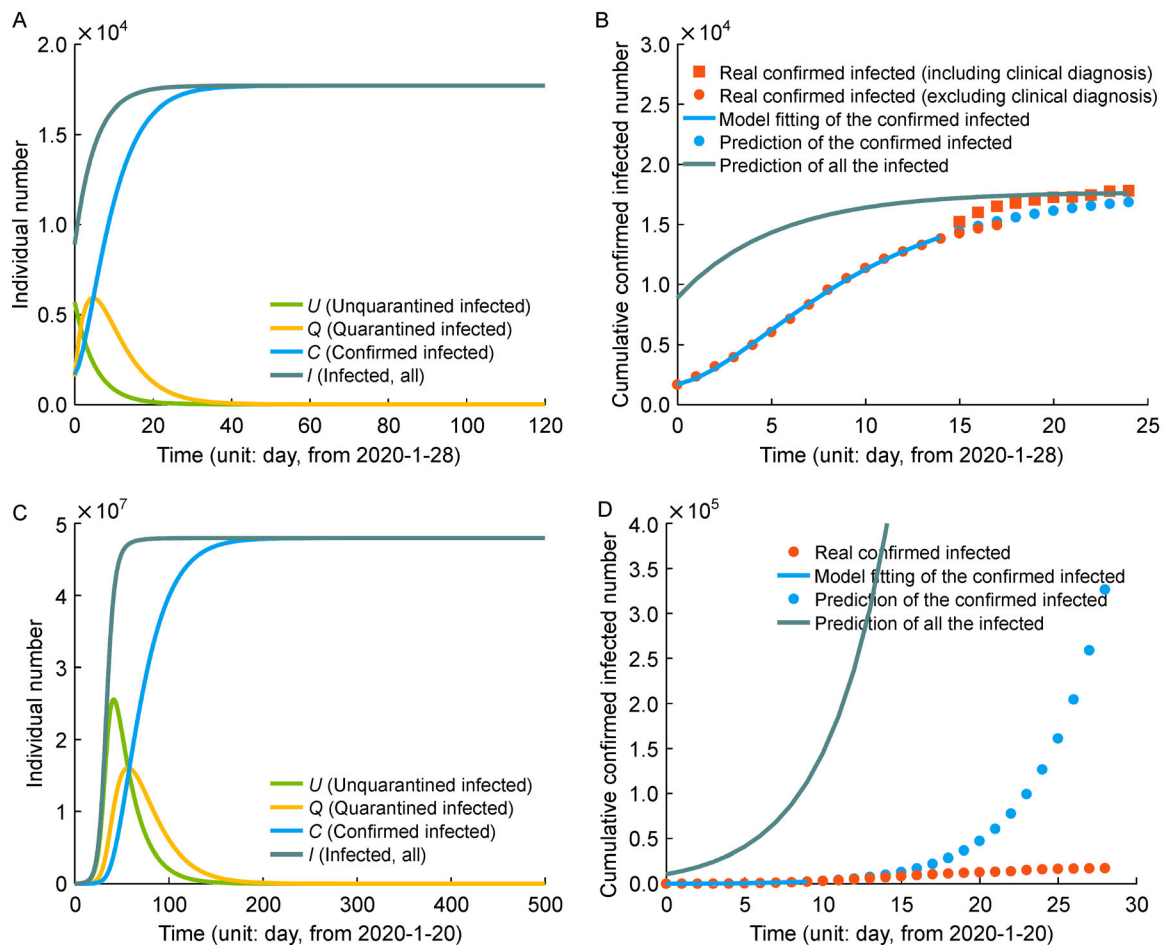 A
×10⁴
2.0
1.5
1.0
0.5
0.0
Individual number
U (Unquarantined infected)
Q (Quarantined infected)
C (Confirmed infected)
I (Infected, all)
0 20 40 60 80 100 120
Time (unit: day, from 2020-1-28)
B
×10⁴
3.0
2.5
2.0
1.5
1.0
0.5
0.0
Cumulative confirmed infected number
Real confirmed infected (including clinical diagnosis)
Real confirmed infected (excluding clinical diagnosis)
Model fitting of the confirmed infected
Prediction of the confirmed infected
Prediction of all the infected
0 5 10 15 20 25
Time (unit: day, from 2020-1-28)
C
×10⁷
5
4
3
2
1
0
Individual number
U (Unquarantined infected)
Q (Quarantined infected)
C (Confirmed infected)
I (Infected, all)
0 100 200 300 400 500
Time (unit: day, from 2020-1-20)
D
×10⁵
4.0
3.5
3.0
2.5
2.0
1.5
1.0
0.5
0.0
Cumulative confirmed infected number
Real confirmed infected
Model fitting of the confirmed infected
Prediction of the confirmed infected
Prediction of all the infected
0 5 10 15 20 25 30
Time (unit: day, from 2020-1-20)